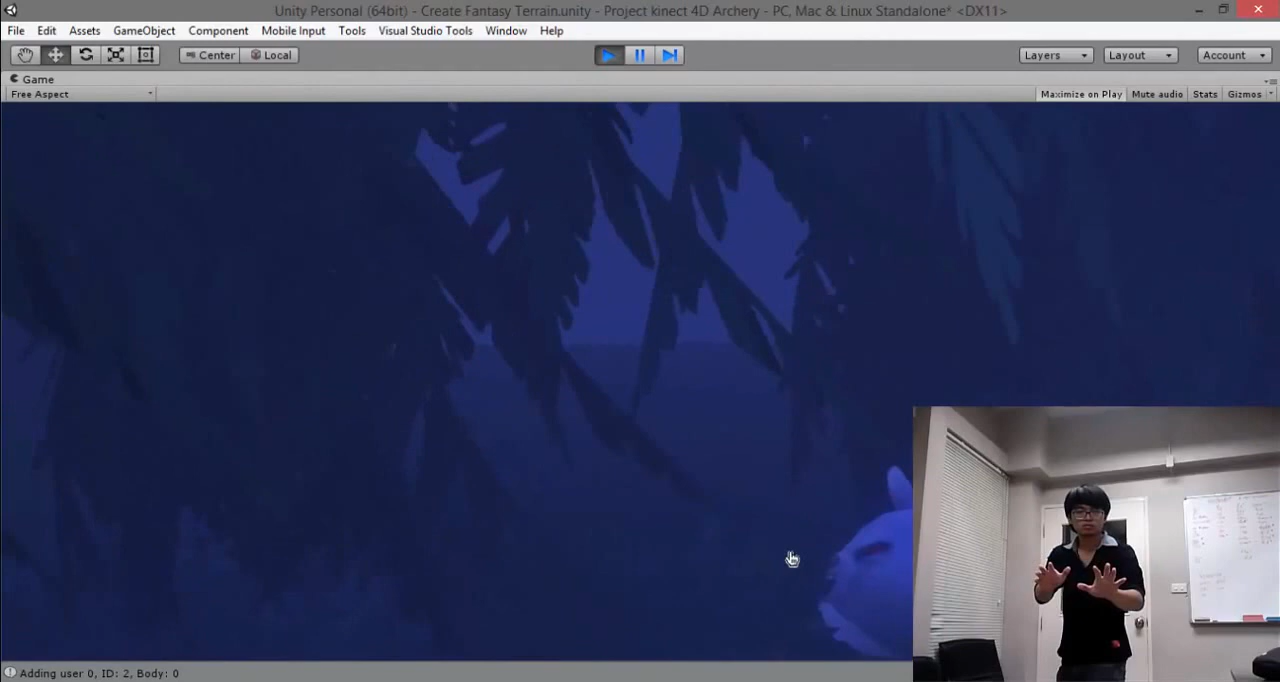 Unity Personal (64bit) - Create Fantasy Terrain.unity - Project kinect 4D Archery - PC, Mac & Linux Standalone* <DX11>
File Edit Assets GameObject Component Mobile Input Tools Visual Studio Tools Window Help
Center Local Layers Layout Account
Game
Free Aspect Maximize on Play Mute audio Stats Gizmos
Adding user 0, ID: 2, Body: 0